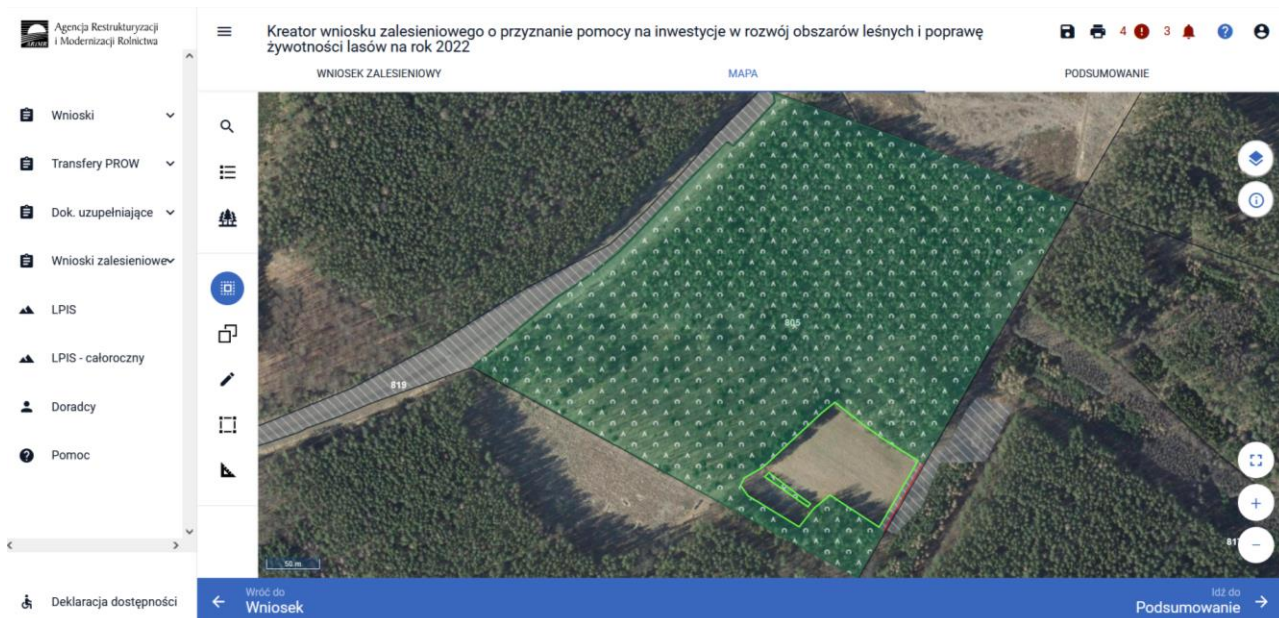 Agencja Restrukturyzacji
i Modernizacji Rolnictwa
ARiMR
Kreator wniosku zalesieniowego o przyznanie pomocy na inwestycje w rozwój obszarów leśnych i poprawę
żywotności lasów na rok 2022
4
3
WNIOSEK ZALESIENIOWY
MAPA
PODSUMOWANIE
Wnioski
Transfery PROW
Dok. uzupełniające
Wnioski zalesieniowe
LPIS
LPIS - całoroczny
Doradcy
Pomoc
Deklaracja dostępności
805
819
50 m
Wróć do
Wniosek
Idź do
Podsumowanie